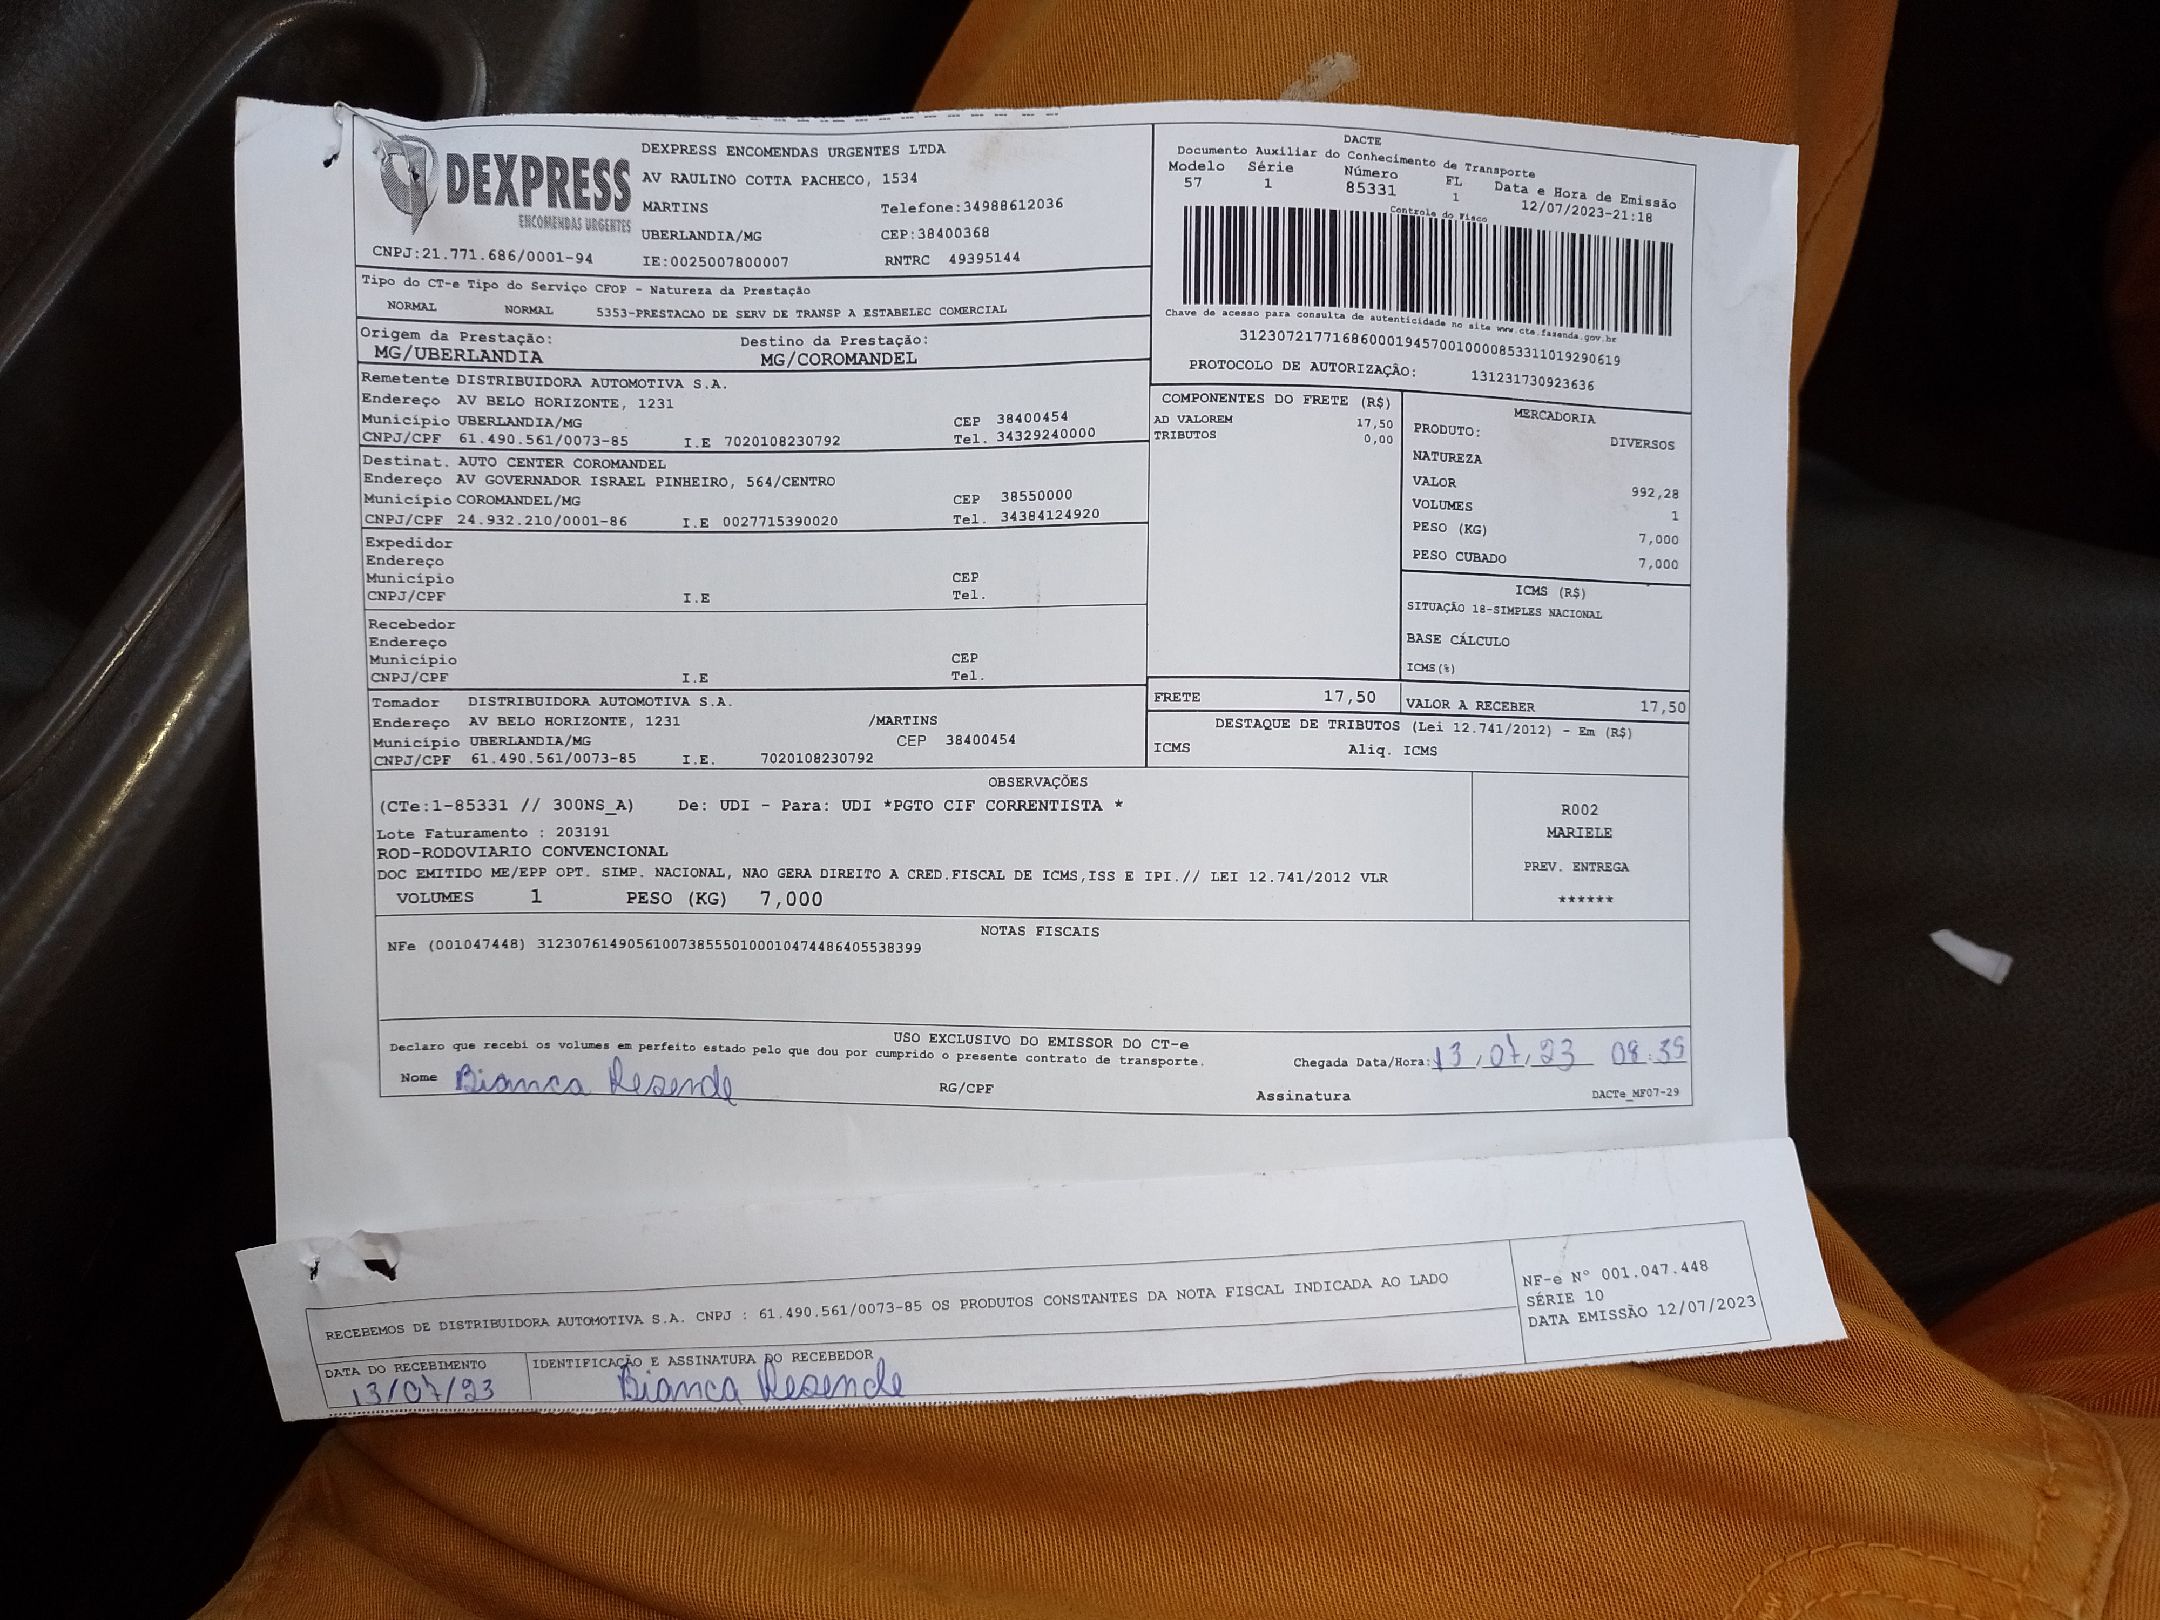 DEXPRESS
ENCOMENDAS URGENTES
CNPJ:21.771.686/0001-94
DEXPRESS ENCOMENDAS URGENTES LTDA
AV RAULINO COTTA PACHECO, 1534
MARTINS Telefone:34988612036
UBERLANDIA/MG CEP:38400368
IE:0025007800007 RNTRC 49395144
DACTE
Documento Auxiliar do Conhecimento de Transporte
Modelo Série Número FL Data e Hora de Emissão
57 1 85331 1 12/07/2023-21:18
Controle do Fisco
Chave de acesso para consulta de autenticidade no site www.cte.fazenda.gov.br
31230721771686000194570010000853311019290619
PROTOCOLO DE AUTORIZAÇÃO: 131231730923636
Tipo do CT-e Tipo do Serviço CFOP - Natureza da Prestação
NORMAL NORMAL 5353-PRESTACAO DE SERV DE TRANSP A ESTABELEC COMERCIAL
Origem da Prestação: Destino da Prestação:
MG/UBERLANDIA MG/COROMANDEL
Remetente DISTRIBUIDORA AUTOMOTIVA S.A.
Endereço AV BELO HORIZONTE, 1231
Município UBERLANDIA/MG CEP 38400454
CNPJ/CPF 61.490.561/0073-85 I.E 7020108230792 Tel. 34329240000
Destinat. AUTO CENTER COROMANDEL
Endereço AV GOVERNADOR ISRAEL PINHEIRO, 564/CENTRO
Município COROMANDEL/MG CEP 38550000
CNPJ/CPF 24.932.210/0001-86 I.E 0027715390020 Tel. 34384124920
Expedidor
Endereço
Município CEP
CNPJ/CPF I.E Tel.
Recebedor
Endereço
Município CEP
CNPJ/CPF I.E Tel.
Tomador DISTRIBUIDORA AUTOMOTIVA S.A.
Endereço AV BELO HORIZONTE, 1231 /MARTINS
Município UBERLANDIA/MG CEP 38400454
CNPJ/CPF 61.490.561/0073-85 I.E. 7020108230792
COMPONENTES DO FRETE (R$)
AD VALOREM 17,50
TRIBUTOS 0,00
MERCADORIA
PRODUTO: DIVERSOS
NATUREZA
VALOR 992,28
VOLUMES 1
PESO (KG) 7,000
PESO CUBADO 7,000
ICMS (R$)
SITUAÇÃO 18-SIMPLES NACIONAL
BASE CÁLCULO
ICMS(%)
FRETE 17,50 VALOR A RECEBER 17,50
DESTAQUE DE TRIBUTOS (Lei 12.741/2012) - Em (R$)
ICMS Aliq. ICMS
OBSERVAÇÕES
(CTe:1-85331 // 300NS_A) De: UDI - Para: UDI *PGTO CIF CORRENTISTA *
Lote Faturamento : 203191
ROD-RODOVIARIO CONVENCIONAL
DOC EMITIDO ME/EPP OPT. SIMP. NACIONAL, NAO GERA DIREITO A CRED.FISCAL DE ICMS,ISS E IPI.// LEI 12.741/2012 VLR
VOLUMES 1 PESO (KG) 7,000
R002
MARIELE
PREV. ENTREGA
******
NOTAS FISCAIS
NFe (001047448) 31230761490561007385550100010474486405538399
USO EXCLUSIVO DO EMISSOR DO CT-e
Declaro que recebi os volumes em perfeito estado pelo que dou por cumprido o presente contrato de transporte.
Chegada Data/Hora: 13/07/23 08:35
Nome Bianca Resende RG/CPF Assinatura DACTe_MF07-29
RECEBEMOS DE DISTRIBUIDORA AUTOMOTIVA S.A. CNPJ : 61.490.561/0073-85 OS PRODUTOS CONSTANTES DA NOTA FISCAL INDICADA AO LADO
NF-e Nº 001.047.448
SÉRIE 10
DATA EMISSÃO 12/07/2023
DATA DO RECEBIMENTO IDENTIFICAÇÃO E ASSINATURA DO RECEBEDOR
13/07/23 Bianca Resende